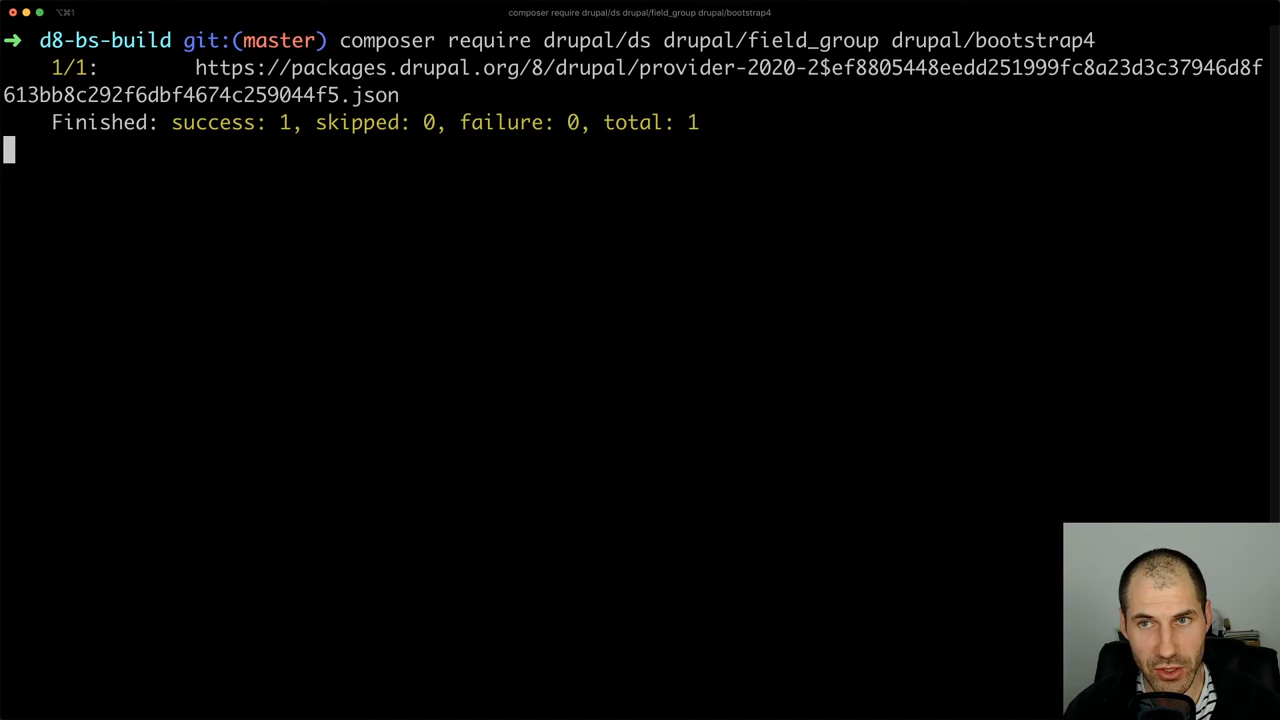 ⌥⌘1
composer require drupal/ds drupal/field_group drupal/bootstrap4
➜ d8-bs-build git:(master) composer require drupal/ds drupal/field_group drupal/bootstrap4
1/1: https://packages.drupal.org/8/drupal/provider-2020-2$ef8805448eedd251999fc8a23d3c37946d8f
613bb8c292f6dbf4674c259044f5.json
Finished: success: 1, skipped: 0, failure: 0, total: 1